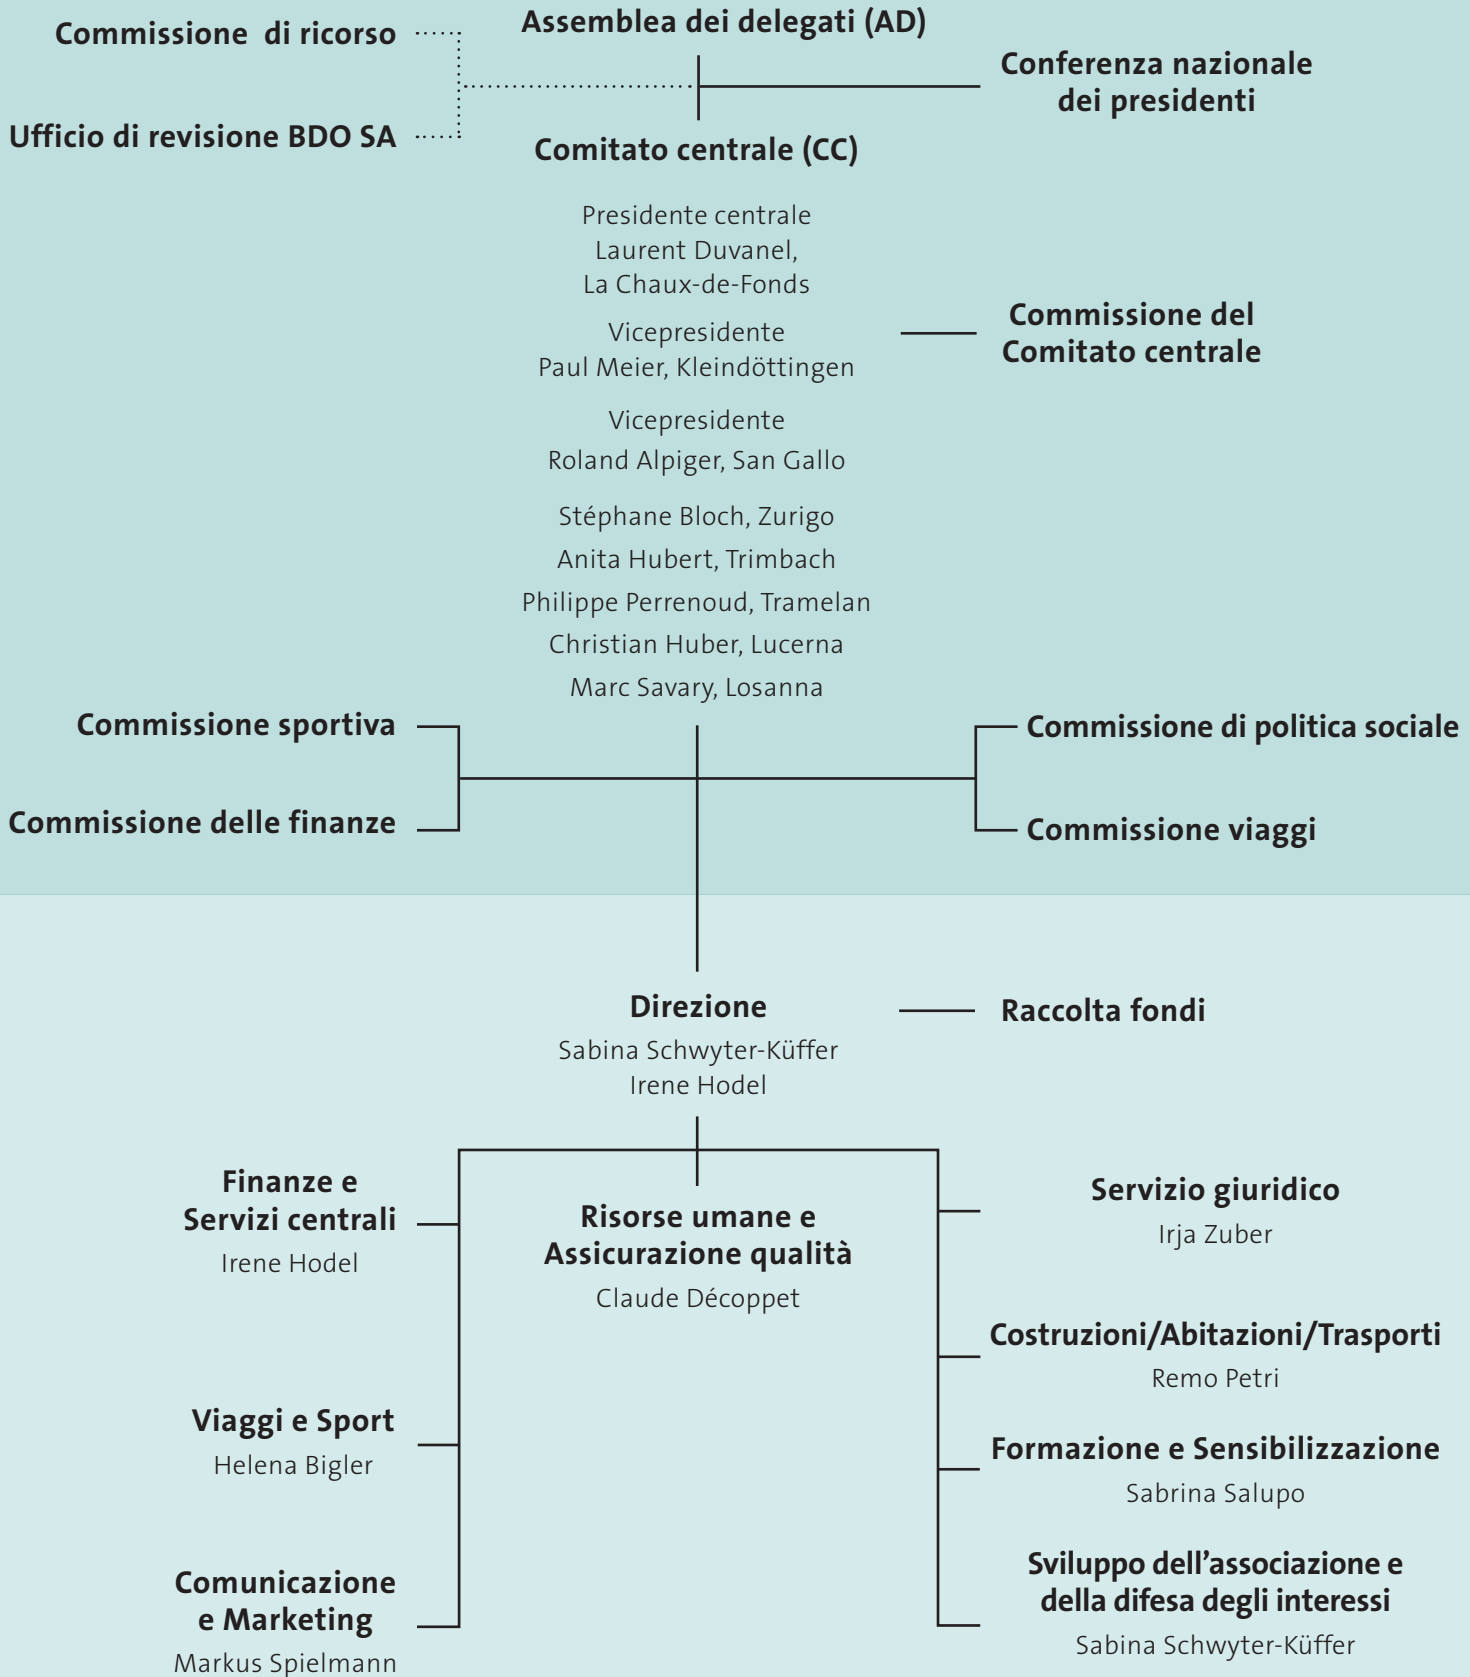 Assemblea dei delegati (AD)
Commissione di ricorso
Ufficio di revisione BDO SA
Conferenza nazionale
dei presidenti
Comitato centrale (CC)
Presidente centrale
Laurent Duvanel,
La Chaux-de-Fonds
Vicepresidente
Paul Meier, Kleindöttingen
Commissione del
Comitato centrale
Vicepresidente
Roland Alpiger, San Gallo
Stéphane Bloch, Zurigo
Anita Hubert, Trimbach
Philippe Perrenoud, Tramelan
Christian Huber, Lucerna
Marc Savary, Losanna
Commissione sportiva
Commissione delle finanze
Commissione di politica sociale
Commissione viaggi
Direzione
Sabina Schwyter-Küffer
Irene Hodel
Raccolta fondi
Finanze e
Servizi centrali
Irene Hodel
Viaggi e Sport
Helena Bigler
Comunicazione
e Marketing
Markus Spielmann
Risorse umane e
Assicurazione qualità
Claude Décoppet
Servizio giuridico
Irja Zuber
Costruzioni/Abitazioni/Trasporti
Remo Petri
Formazione e Sensibilizzazione
Sabrina Salupo
Sviluppo dell’associazione e
della difesa degli interessi
Sabina Schwyter-Küffer